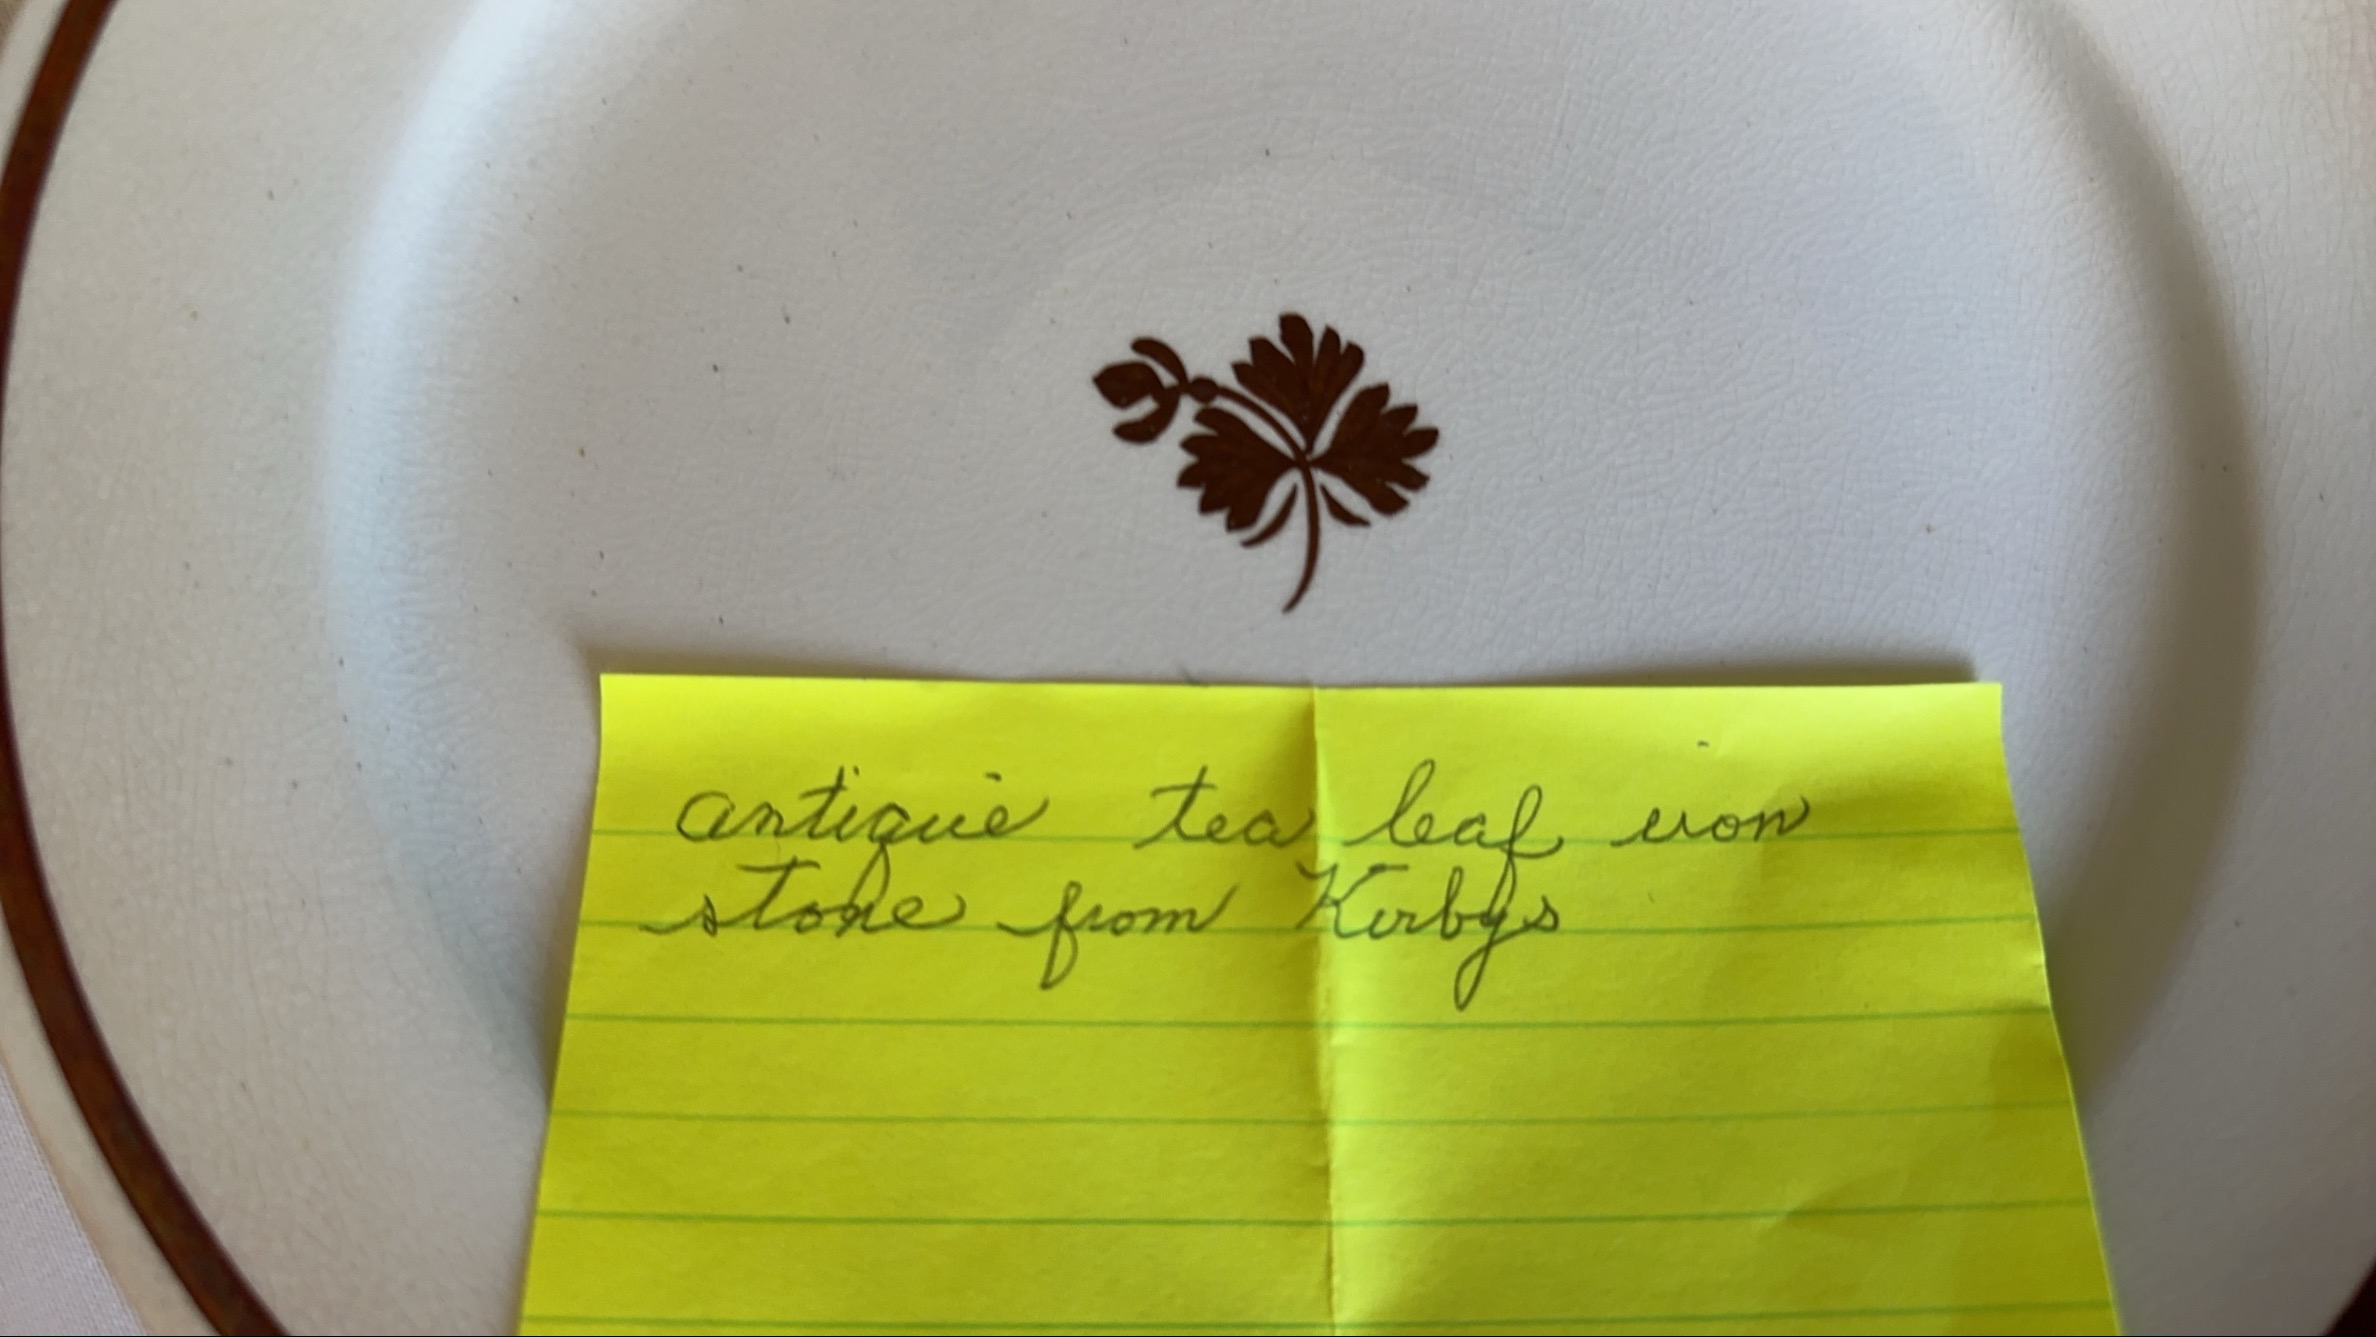 antique tea leaf iron
stone from Kirbys